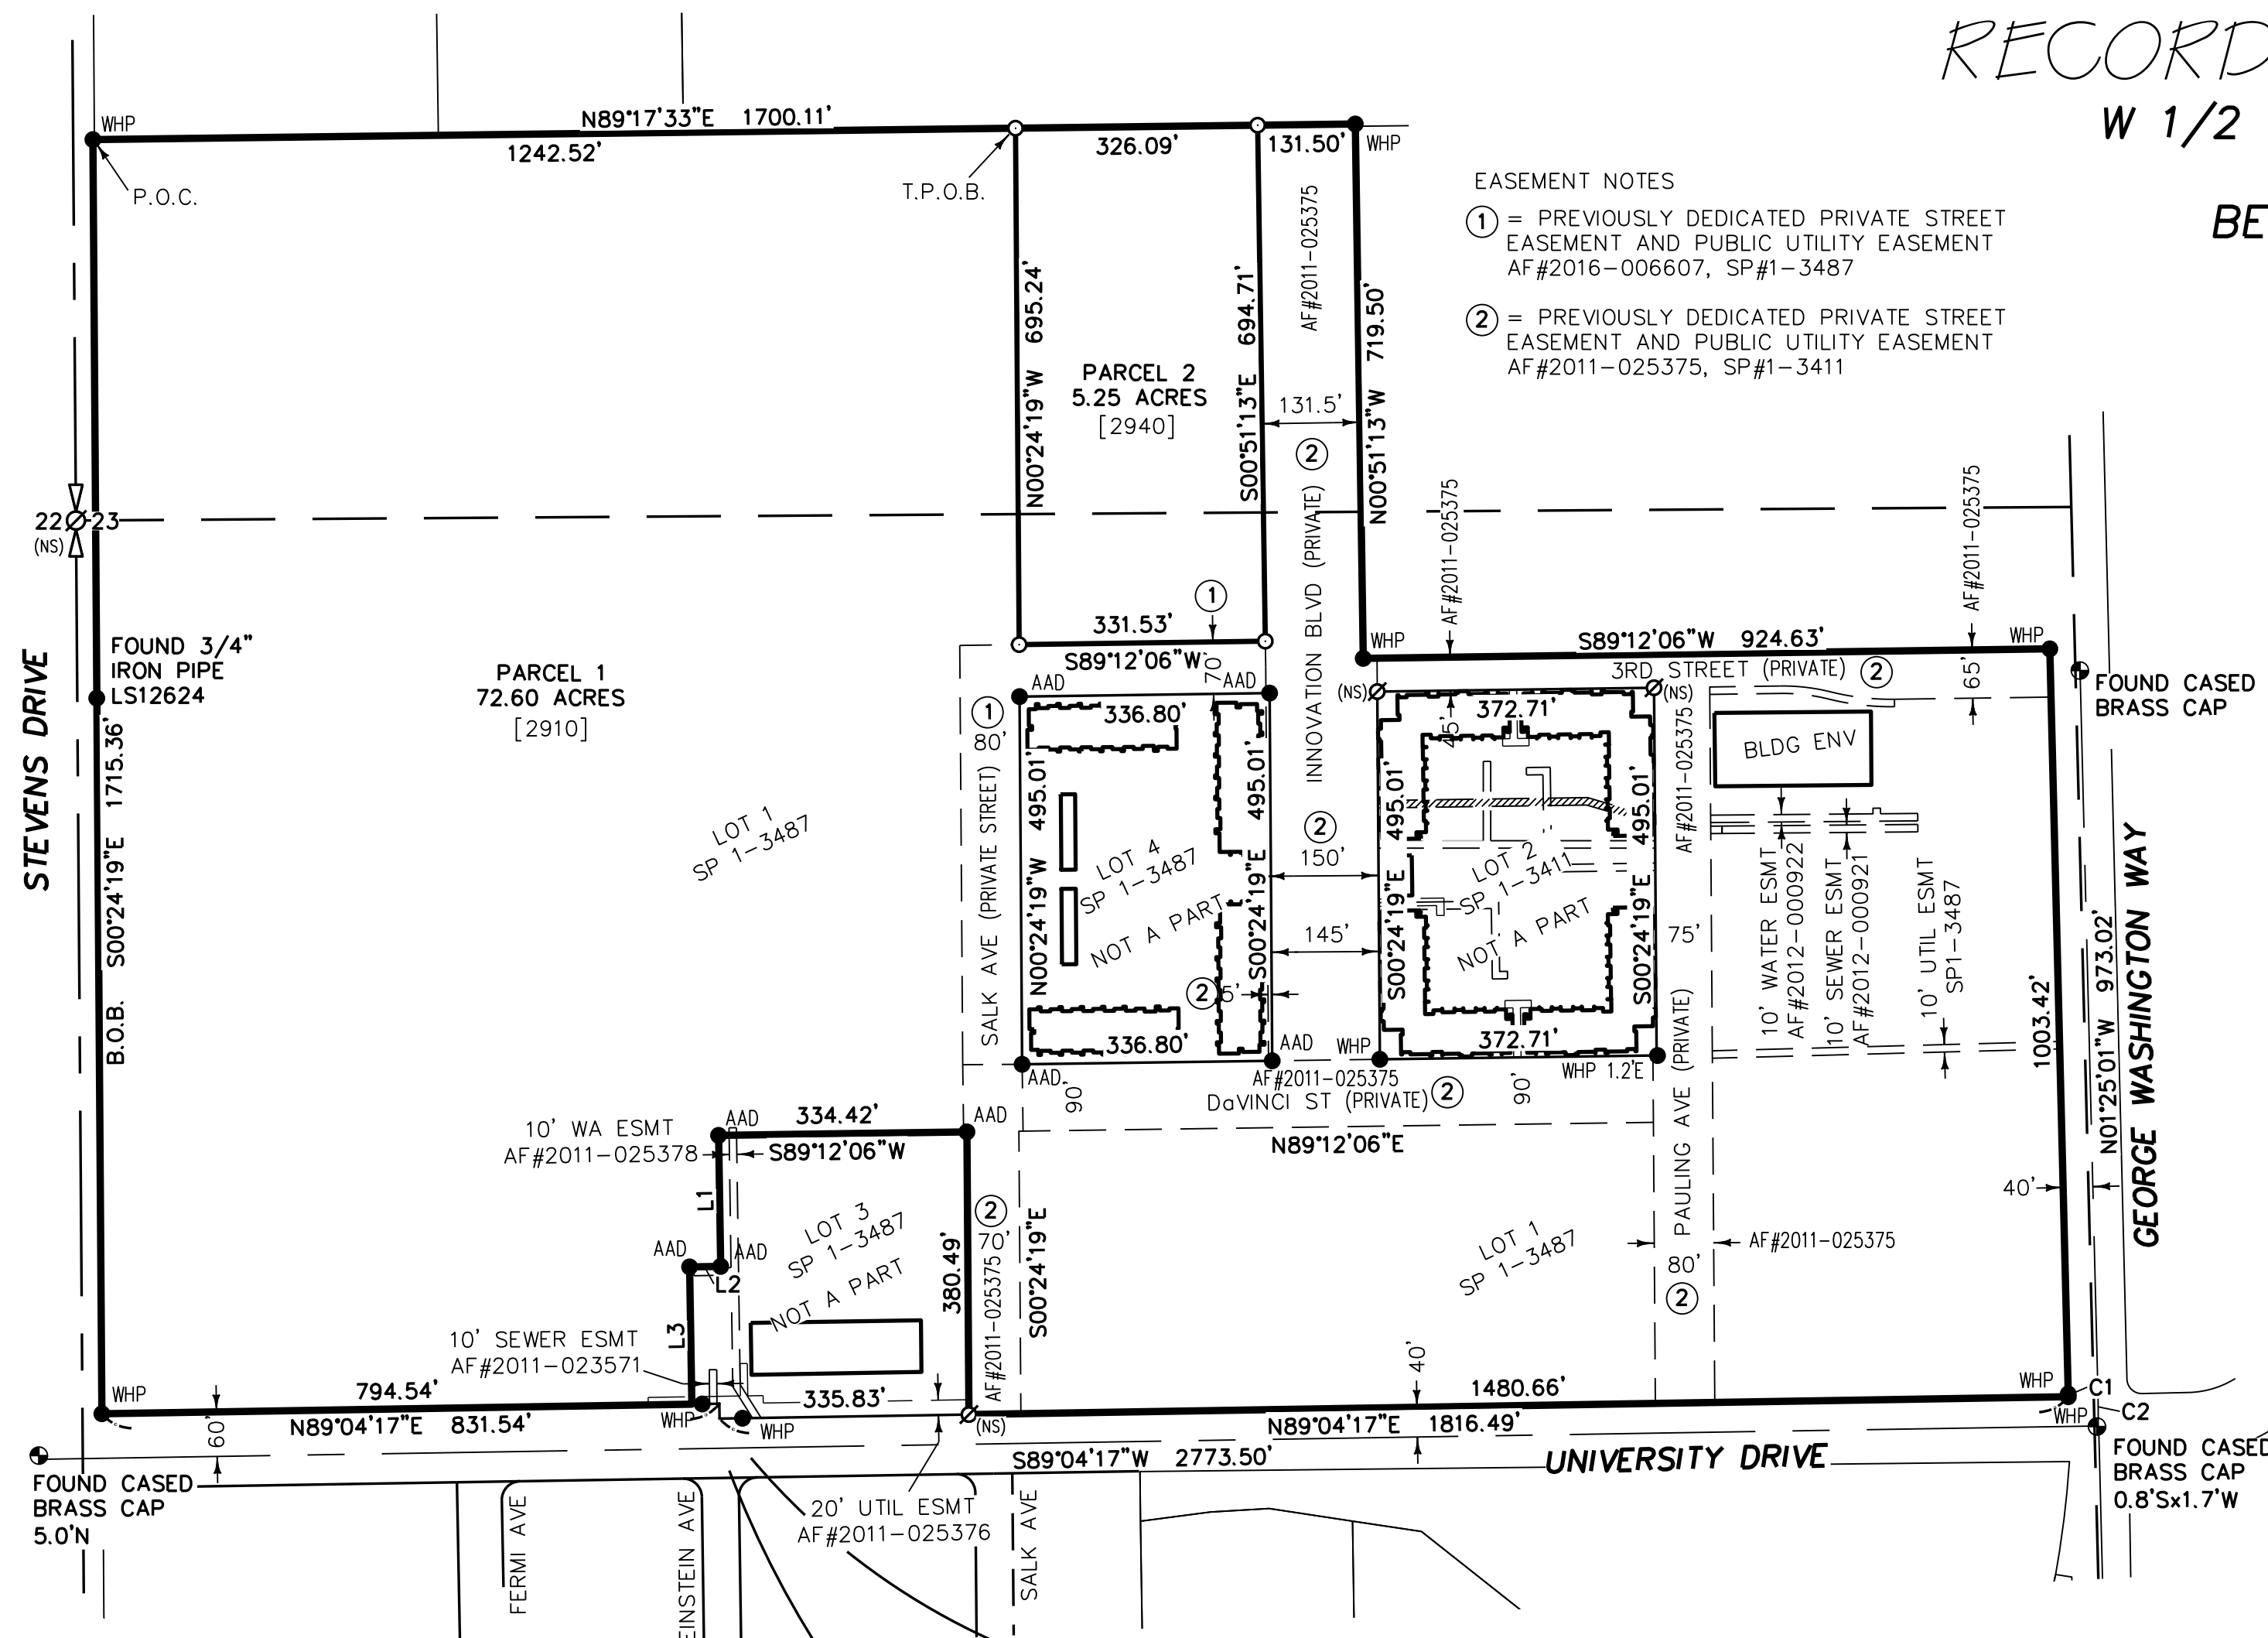 RECORD
W 1/2
BE
WHP
N89°17'33"E 1700.11'
1242.52'
326.09'
131.50'
WHP
P.O.C.
T.P.O.B.
AF#2011-025375
EASEMENT NOTES
1 = PREVIOUSLY DEDICATED PRIVATE STREET
EASEMENT AND PUBLIC UTILITY EASEMENT
AF#2016-006607, SP#1-3487
2 = PREVIOUSLY DEDICATED PRIVATE STREET
EASEMENT AND PUBLIC UTILITY EASEMENT
AF#2011-025375, SP#1-3411
N00°24'19"W 695.24'
S00°51'13"E 694.71'
N00°51'13"W 719.50'
PARCEL 2
5.25 ACRES
[2940]
131.5'
2
INNOVATION BLVD (PRIVATE)
AF#2011-025375
AF#2011-025375
22 23
(NS)
1
331.53'
S89°12'06"W
70'
WHP
S89°12'06"W 924.63'
WHP
3RD STREET (PRIVATE) 2
65'
FOUND 3/4"
IRON PIPE
LS12624
PARCEL 1
72.60 ACRES
[2910]
STEVENS DRIVE
B.O.B. S00°24'19"E 1715.36'
FOUND CASED
BRASS CAP
AAD
AAD
(NS)
(NS)
1
80'
336.80'
372.71'
45'
BLDG ENV
LOT 1
SP 1-3487
SALK AVE (PRIVATE STREET)
N00°24'19"W 495.01'
S00°24'19"E 495.01'
LOT 4
SP 1-3487
NOT A PART
2
150'
145'
2
5'
S00°24'19"E 495.01'
LOT 2
SP 1-3411
NOT A PART
S00°24'19"E 495.01'
AF#2011-025375
75'
PAULING AVE (PRIVATE)
10' WATER ESMT
AF#2012-000922
10' SEWER ESMT
AF#2012-000921
10' UTIL ESMT
SP1-3487
1003.42'
N01°25'01"W 973.02'
GEORGE WASHINGTON WAY
336.80'
372.71'
AAD
AAD
WHP
WHP 1.2'E
90'
AF#2011-025375
DaVINCI ST (PRIVATE) 2
90'
N89°12'06"E
10' WA ESMT
AF#2011-025378
AAD
334.42'
AAD
S89°12'06"W
L1
AAD
AAD
L2
L3
LOT 3
SP 1-3487
NOT A PART
380.49'
2
70'
AF#2011-025375
S00°24'19"E
LOT 1
SP 1-3487
AF#2011-025375
80'
2
40'
10' SEWER ESMT
AF#2011-023571
WHP
794.54'
335.83'
40'
1480.66'
WHP
C1
C2
WHP
60'
N89°04'17"E 831.54'
WHP
WHP
(NS)
N89°04'17"E 1816.49'
S89°04'17"W 2773.50'
UNIVERSITY DRIVE
FOUND CASED
BRASS CAP
5.0'N
FOUND CASED
BRASS CAP
0.8'Sx1.7'W
FERMI AVE
EINSTEIN AVE
20' UTIL ESMT
AF#2011-025376
SALK AVE